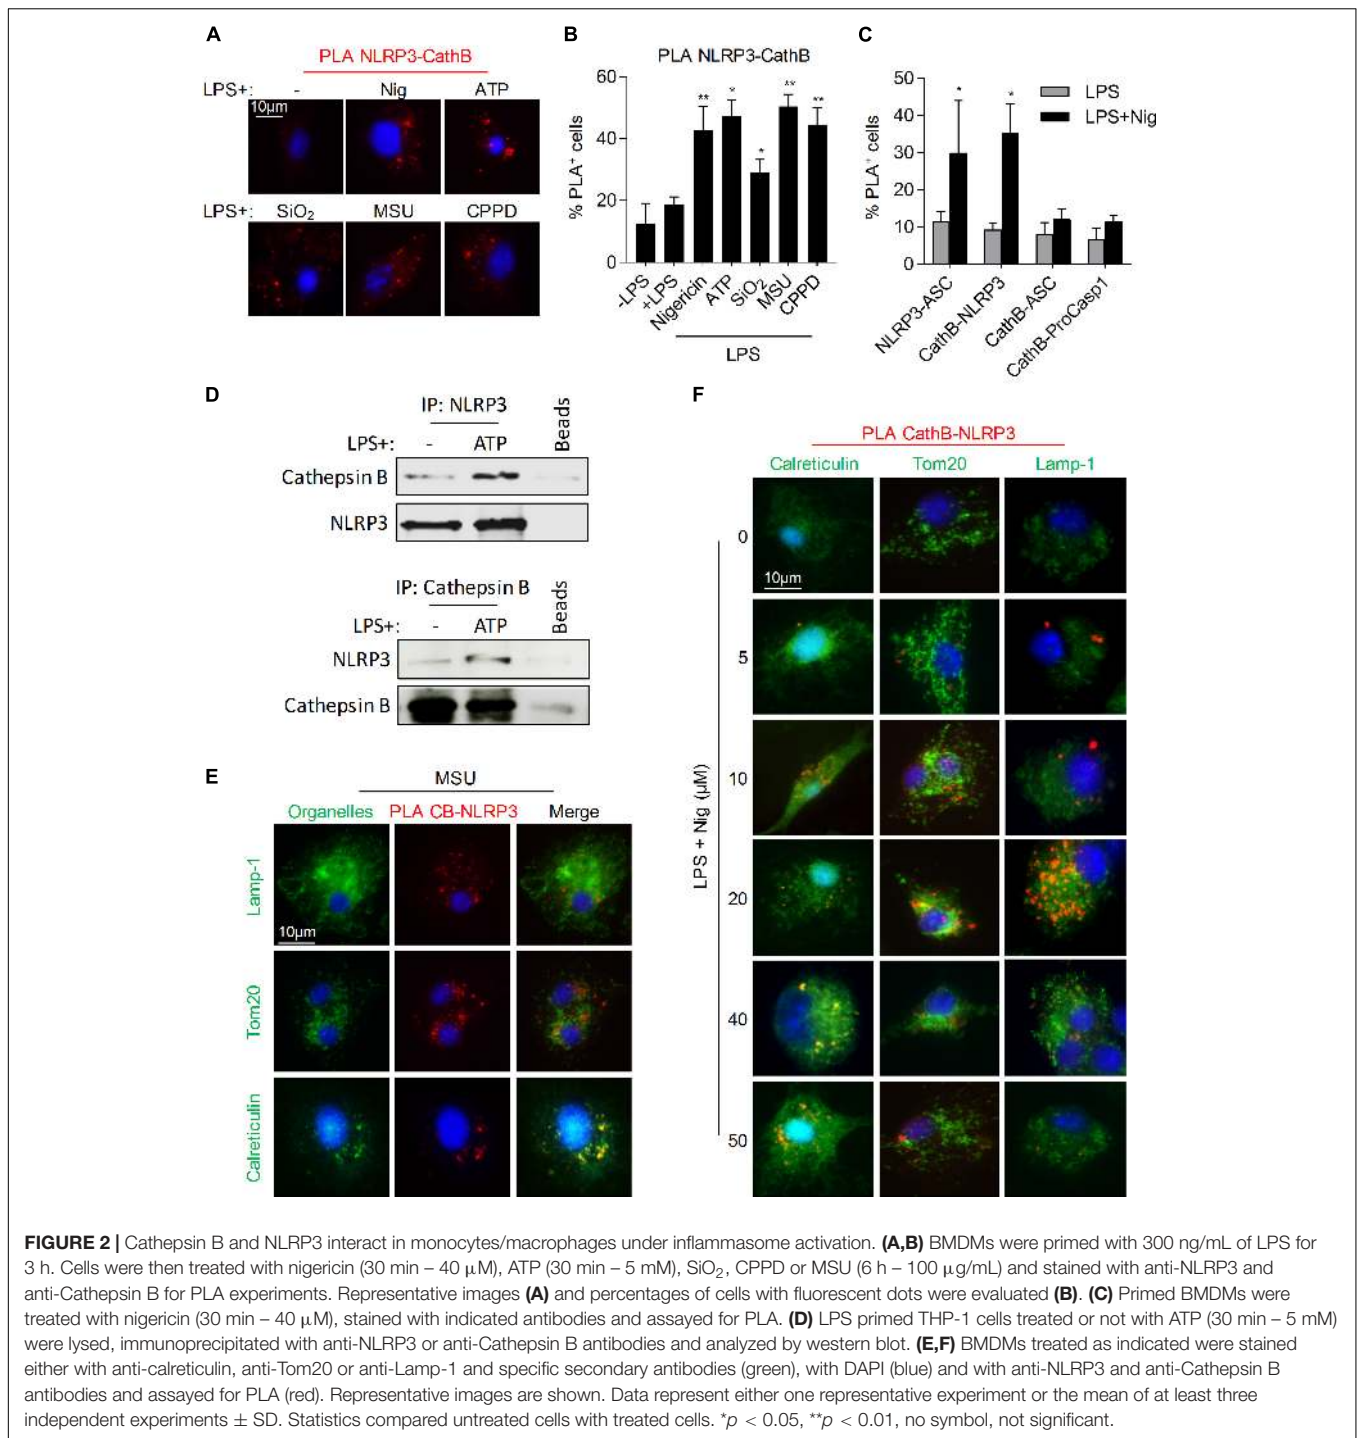 A
PLA NLRP3-CathB
LPS+: - Nig ATP
10µm
LPS+: SiO₂ MSU CPPD
B
PLA NLRP3-CathB
% PLA⁺ cells
60
40
20
0
** * * ** **
-LPS
+LPS
Nigericin
ATP
SiO₂
MSU
CPPD
LPS
C
% PLA⁺ cells
50
40
30
20
10
0
* *
LPS
LPS+Nig
NLRP3-ASC
CathB-NLRP3
CathB-ASC
CathB-ProCasp1
D
IP: NLRP3
Beads
LPS+: - ATP
Cathepsin B
NLRP3
IP: Cathepsin B
Beads
LPS+: - ATP
NLRP3
Cathepsin B
E
MSU
Organelles PLA CB-NLRP3 Merge
Lamp-1
10µm
Tom20
Calreticulin
F
PLA CathB-NLRP3
Calreticulin Tom20 Lamp-1
LPS + Nig (µM)
0
10µm
5
10
20
40
50
FIGURE 2 | Cathepsin B and NLRP3 interact in monocytes/macrophages under inflammasome activation. (A,B) BMDMs were primed with 300 ng/mL of LPS for
3 h. Cells were then treated with nigericin (30 min – 40 µM), ATP (30 min – 5 mM), SiO₂, CPPD or MSU (6 h – 100 µg/mL) and stained with anti-NLRP3 and
anti-Cathepsin B for PLA experiments. Representative images (A) and percentages of cells with fluorescent dots were evaluated (B). (C) Primed BMDMs were
treated with nigericin (30 min – 40 µM), stained with indicated antibodies and assayed for PLA. (D) LPS primed THP-1 cells treated or not with ATP (30 min – 5 mM)
were lysed, immunoprecipitated with anti-NLRP3 or anti-Cathepsin B antibodies and analyzed by western blot. (E,F) BMDMs treated as indicated were stained
either with anti-calreticulin, anti-Tom20 or anti-Lamp-1 and specific secondary antibodies (green), with DAPI (blue) and with anti-NLRP3 and anti-Cathepsin B
antibodies and assayed for PLA (red). Representative images are shown. Data represent either one representative experiment or the mean of at least three
independent experiments ± SD. Statistics compared untreated cells with treated cells. *p < 0.05, **p < 0.01, no symbol, not significant.